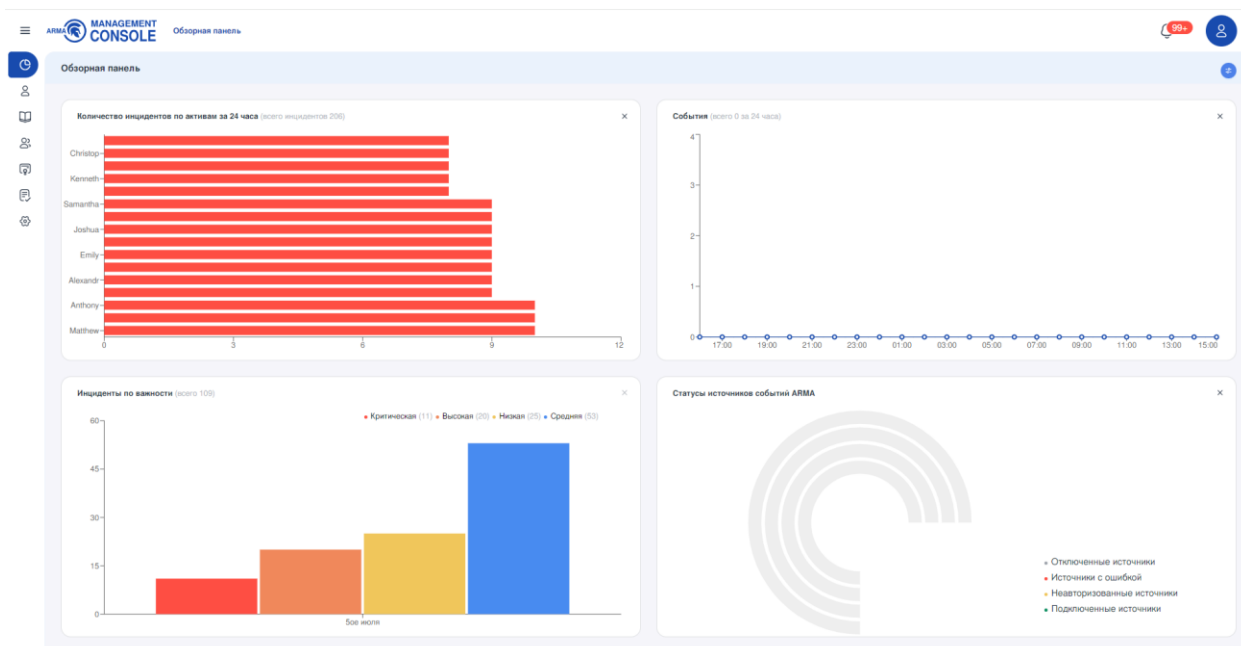 ARMA MANAGEMENT CONSOLE Обзорная панель 99+
Обзорная панель
Количество инцидентов по активам за 24 часа (всего инцидентов 206)
Christop
Kenneth
Samantha
Joshua
Emily
Alexandr
Anthony
Matthew
0 3 6 9 12
События (всего 0 за 24 часа)
4
3
2
1
0
17:00 19:00 21:00 23:00 01:00 03:00 05:00 07:00 09:00 11:00 13:00 15:00
Инциденты по важности (всего 109)
Критическая (11) Высокая (20) Низкая (25) Средняя (53)
60
45
30
15
0
5ое июля
Статусы источников событий ARMA
Отключенные источники
Источники с ошибкой
Неавторизованные источники
Подключенные источники